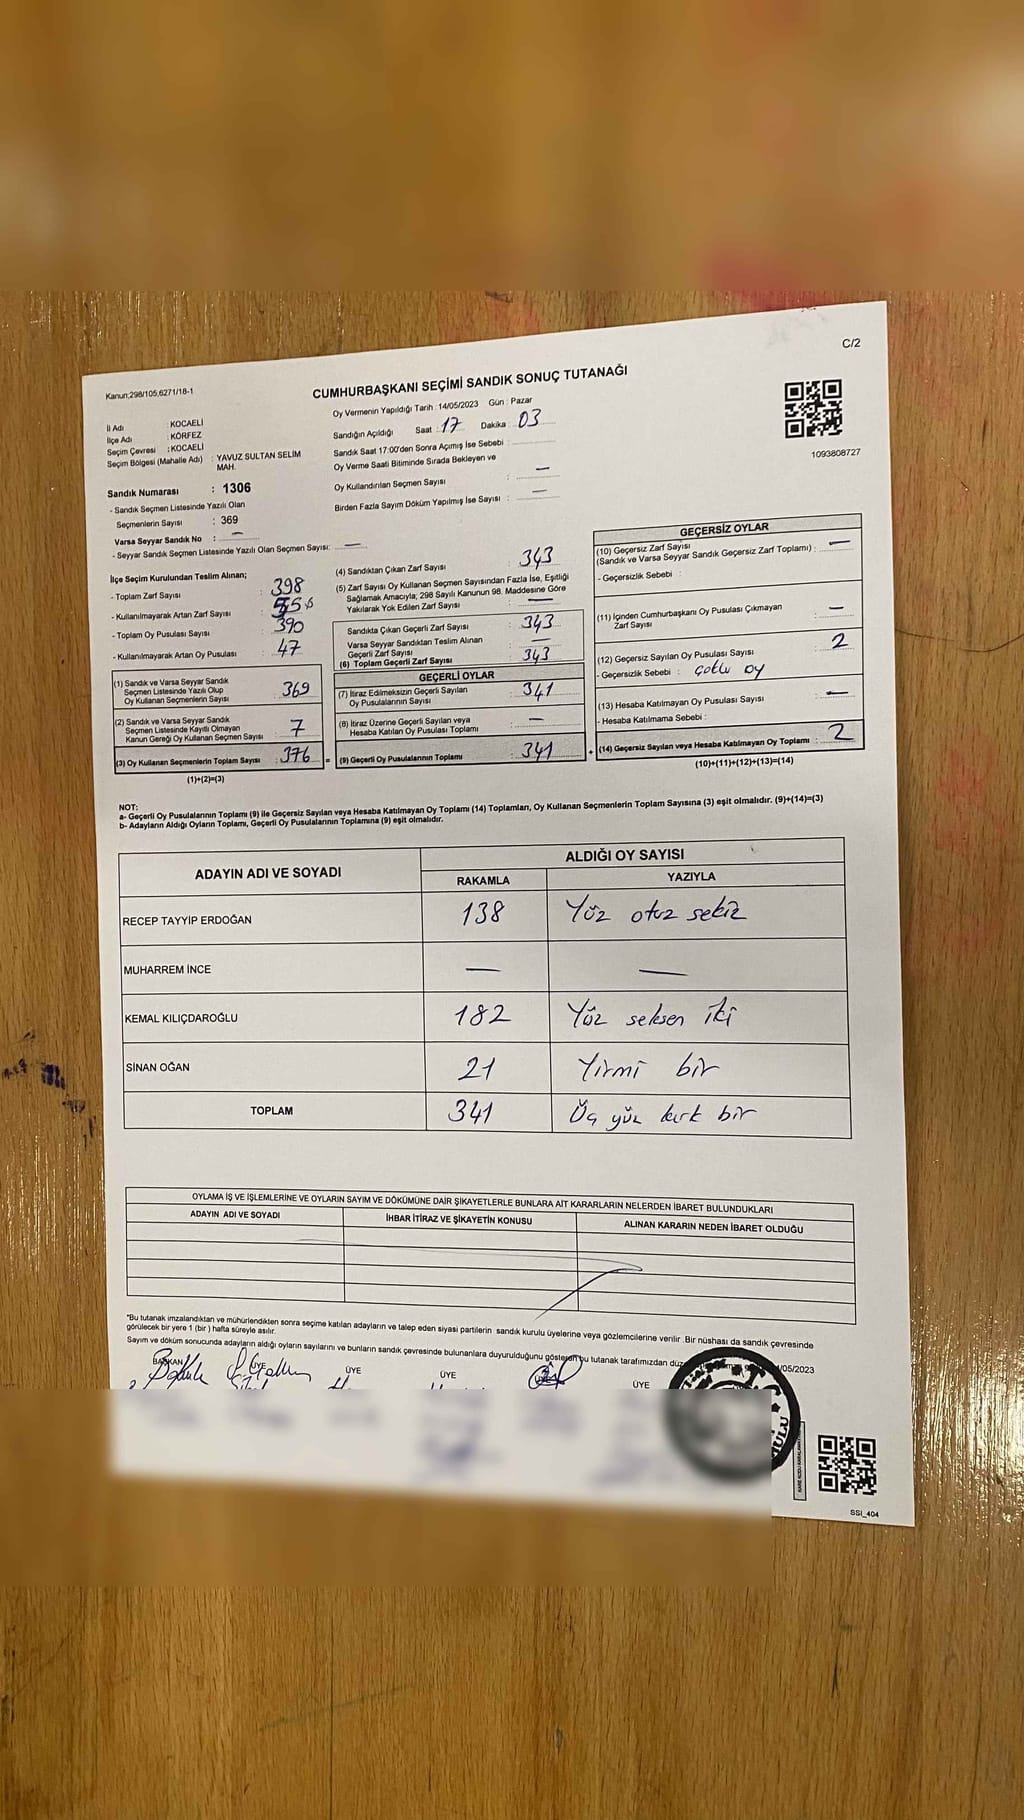 C/2
Kanun;298/105,6271/18-1
CUMHURBAŞKANI SEÇİMİ SANDIK SONUÇ TUTANAĞI
İl Adı : KOCAELİ
İlçe Adı : KÖRFEZ
Seçim Çevresi : KOCAELİ
Seçim Bölgesi (Mahalle Adı) : YAVUZ SULTAN SELİM
MAH.
Sandık Numarası : 1306
- Sandık Seçmen Listesinde Yazılı Olan
Seçmenlerin Sayısı : 369
Varsa Seyyar Sandık No : —
- Seyyar Sandık Seçmen Listesinde Yazılı Olan Seçmen Sayısı: —
Oy Vermenin Yapıldığı Tarih : 14/05/2023 Gün : Pazar
Sandığın Açıldığı Saat : 17 Dakika : 03
Sandık Saat 17:00'den Sonra Açımış İse Sebebi :
Oy Verme Saati Bitiminde Sırada Bekleyen ve
Oy Kullandırılan Seçmen Sayısı : —
Birden Fazla Sayım Döküm Yapılmış İse Sayısı : —
1093808727
İlçe Seçim Kurulundan Teslim Alınan;
- Toplam Zarf Sayısı : 398
- Kullanılmayarak Artan Zarf Sayısı :
- Toplam Oy Pusulası Sayısı : 390
- Kullanılmayarak Artan Oy Pusulası : 47
(1) Sandık ve Varsa Seyyar Sandık
Seçmen Listesinde Yazılı Olup
Oy Kullanan Seçmenlerin Sayısı : 369
(2) Sandık ve Varsa Seyyar Sandık
Seçmen Listesinde Kayıtlı Olmayan
Kanun Gereği Oy Kullanan Seçmen Sayısı : 7
(3) Oy Kullanan Seçmenlerin Toplam Sayısı : 376 =
(1)+(2)=(3)
(4) Sandıktan Çıkan Zarf Sayısı : 343
(5) Zarf Sayısı Oy Kullanan Seçmen Sayısından Fazla İse, Eşitliği
Sağlamak Amacıyla; 298 Sayılı Kanunun 98. Maddesine Göre
Yakılarak Yok Edilen Zarf Sayısı : —
Sandıkta Çıkan Geçerli Zarf Sayısı : 343
Varsa Seyyar Sandıktan Teslim Alınan
Geçerli Zarf Sayısı : —
(6) Toplam Geçerli Zarf Sayısı : 343
GEÇERLİ OYLAR
(7) İtiraz Edilmeksizin Geçerli Sayılan
Oy Pusulalarının Sayısı : 341
(8) İtiraz Üzerine Geçerli Sayılan veya
Hesaba Katılan Oy Pusulası Toplamı : —
(9) Geçerli Oy Pusulalarının Toplamı : 341 +
GEÇERSİZ OYLAR
(10) Geçersiz Zarf Sayısı
(Sandık ve Varsa Seyyar Sandık Geçersiz Zarf Toplamı) : —
- Geçersizlik Sebebi :
(11) İçinden Cumhurbaşkanı Oy Pusulası Çıkmayan
Zarf Sayısı : —
(12) Geçersiz Sayılan Oy Pusulası Sayısı : 2
- Geçersizlik Sebebi : oy
(13) Hesaba Katılmayan Oy Pusulası Sayısı : —
- Hesaba Katılmama Sebebi :
(14) Geçersiz Sayılan veya Hesaba Katılmayan Oy Toplamı : 2
(10)+(11)+(12)+(13)=(14)
NOT:
a- Geçerli Oy Pusulalarının Toplamı (9) ile Geçersiz Sayılan veya Hesaba Katılmayan Oy Toplamı (14) Toplamları, Oy Kullanan Seçmenlerin Toplam Sayısına (3) eşit olmalıdır. (9)+(14)=(3)
b- Adayların Aldığı Oyların Toplamı, Geçerli Oy Pusulalarının Toplamına (9) eşit olmalıdır.
ADAYIN ADI VE SOYADI ALDIĞI OY SAYISI
RAKAMLA YAZIYLA
RECEP TAYYİP ERDOĞAN 138 Yüz otuz sekiz
MUHARREM İNCE — —
KEMAL KILIÇDAROĞLU 182 Yüz seksen iki
SİNAN OĞAN 21 Yirmi bir
TOPLAM 341 Üç yüz kırk bir
OYLAMA İŞ VE İŞLEMLERİNE VE OYLARIN SAYIM VE DÖKÜMÜNE DAİR ŞİKAYETLERLE BUNLARA AİT KARARLARIN NELERDEN İBARET BULUNDUKLARI
ADAYIN ADI VE SOYADI İHBAR İTİRAZ VE ŞİKAYETİN KONUSU ALINAN KARARIN NEDEN İBARET OLDUĞU
*Bu tutanak imzalandıktan ve mühürlendikten sonra seçime katılan adayların ve talep eden siyasi partilerin sandık kurulu üyelerine veya gözlemcilerine verilir .Bir nüshası da sandık çevresinde
görülecek bir yere 1 (bir ) hafta süreyle asılır.
Sayım ve döküm sonucunda adayların aldığı oyların sayılarını ve bunların sandık çevresinde bulunanlara duyurulduğunu gösteren bu tutanak tarafımızdan /05/2023
BAŞKAN ÜYE ÜYE ÜYE ÜYE ÜYE
SSI_404